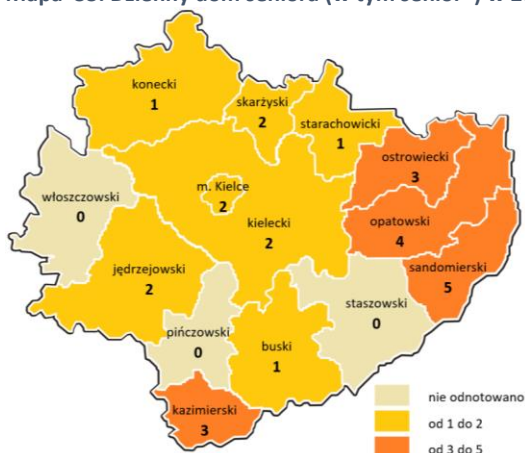 konecki
1
skarżyski
2
starachowicki
1
ostrowiecki
3
włoszczowski
0
m. Kielce
2
kielecki
2
opatowski
4
sandomierski
5
jędrzejowski
2
staszowski
0
pińczowski
0
buski
1
kazimierski
3
nie odnotowano
od 1 do 2
od 3 do 5